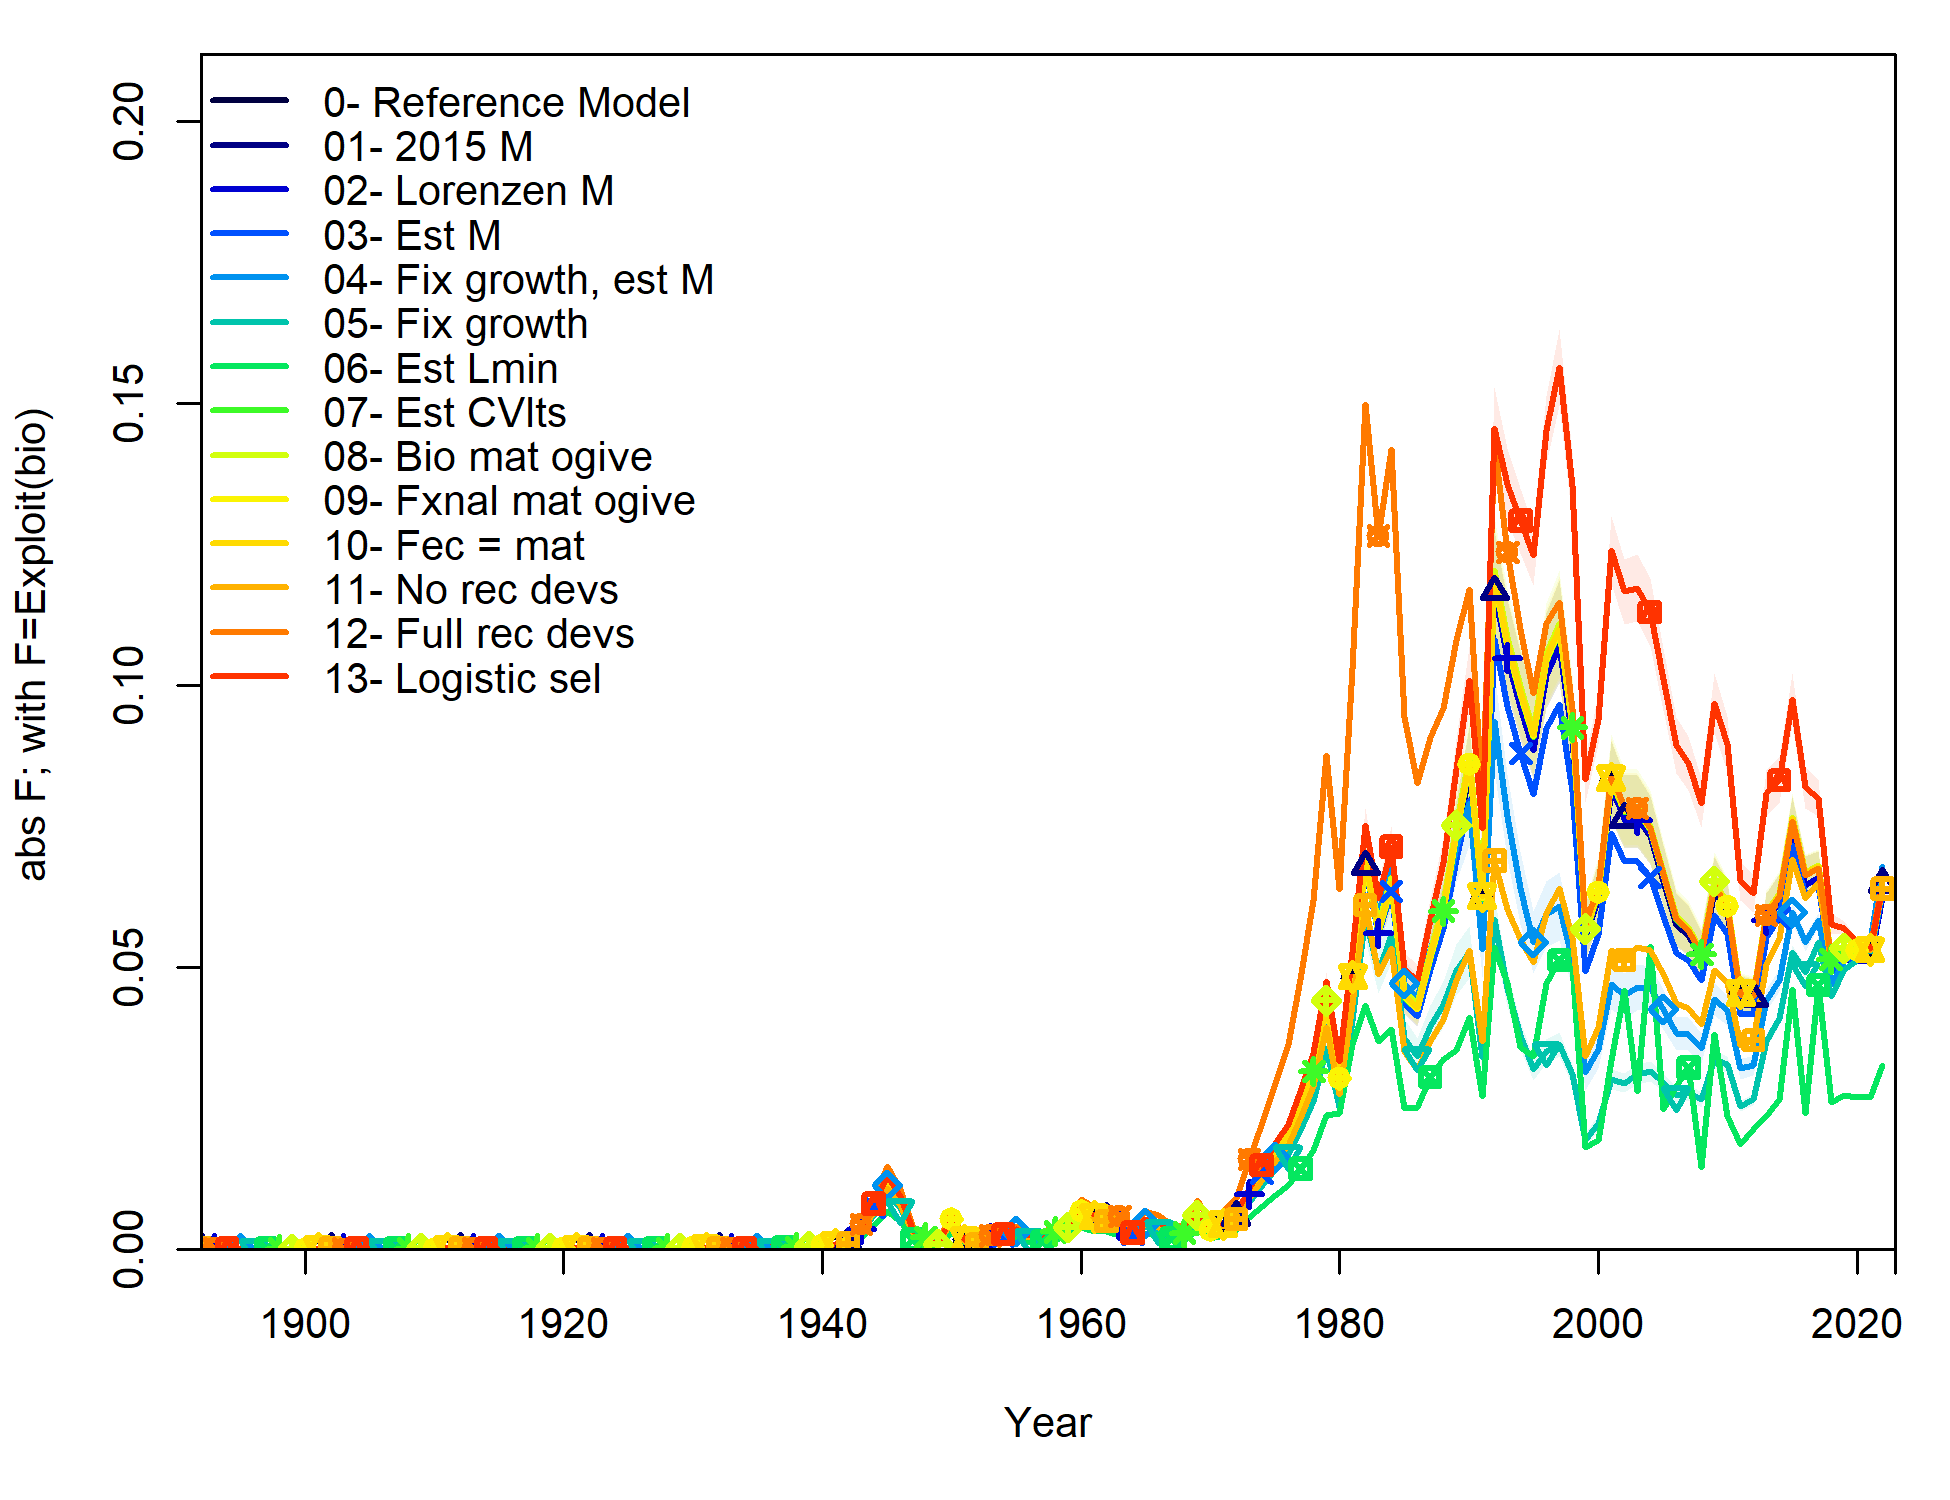 0- Reference Model
01- 2015 M
02- Lorenzen M
03- Est M
04- Fix growth, est M
05- Fix growth
06- Est Lmin
07- Est CVlts
08- Bio mat ogive
09- Fxnal mat ogive
10- Fec = mat
11- No rec devs
12- Full rec devs
13- Logistic sel
abs F; with F=Exploit(bio)
0.20
0.15
0.10
0.05
0.00
1900 1920 1940 1960 1980 2000 2020
Year